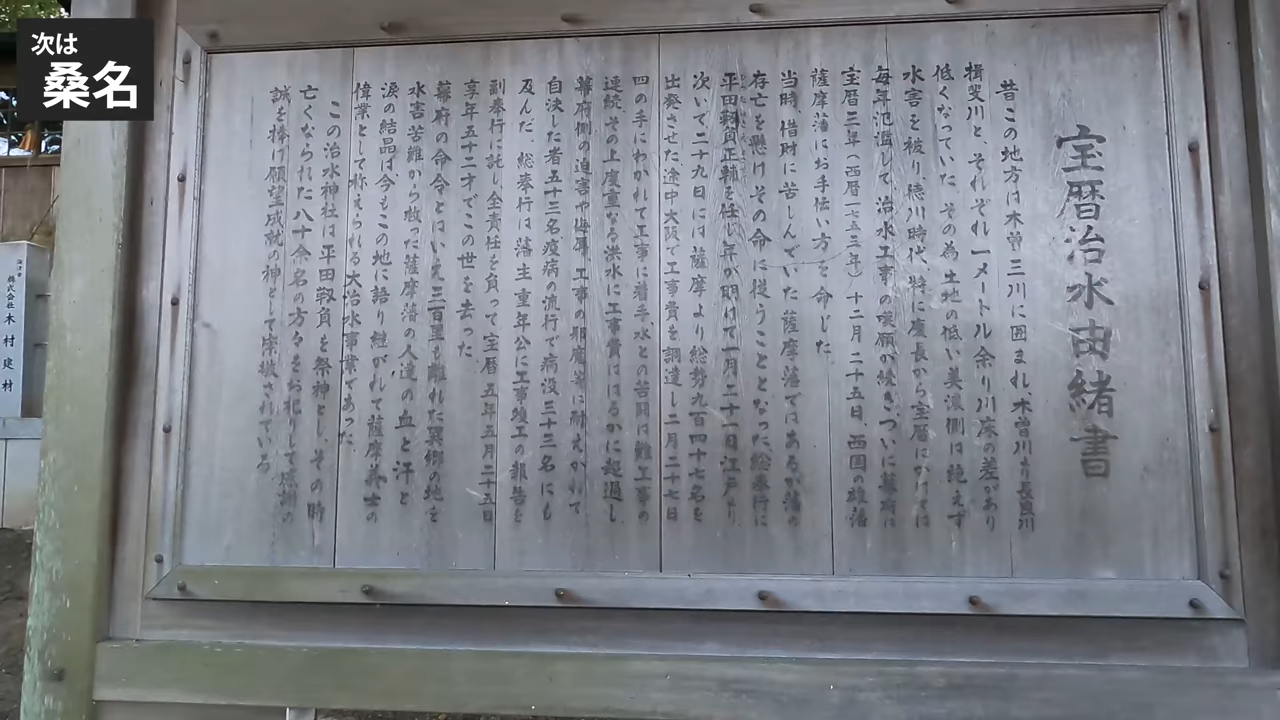 次は
桑名
宝暦治水由緒書
昔この地方は木曽三川に囲まれ、木曽川より長良川
揖斐川と、それぞれ一メートル余り川床の差があり
低くなっていた。その為土地の低い美濃側は絶えず
水害を被り徳川時代、特に慶長から宝暦にかけては
毎年氾濫して、治水工事の嘆願が続き、ついに幕府は
宝暦三年(西暦一七五三年)十二月二十五日、西国の雄藩
薩摩藩にお手伝い方を命じた。
当時、借財に苦しんでいた薩摩藩ではあるが藩の
存亡を懸けその命に従うこととなった、総奉行に
平田靱負正輔を任じ年が明けて一月二十一日江戸より
次いで二十九日には薩摩より総勢九百四十七名を
出発させた、途中大阪で工事費を調達し二月二十七日
四の手にわかれて工事に着手、水との苦闘は難工事の
連続、その上度重なる洪水に工事費ははるかに超過し
幕府側の迫害や侮辱、工事の邪魔等に耐えかねて
自決した者五十三名疫病の流行で病没三十三名にも
及んだ、総奉行は藩主重年公に工事竣工の報告を
副奉行に託し、全責任を負って宝暦五年五月二十五日
享年五十二才でこの世を去った。
幕府の命令とはいえ三百里も離れた異郷の地を
水害苦難から救った薩摩藩の人達の血と汗と
涙の結晶は今もこの地に語り継がれて薩摩義士の
偉業として称えられる大治水事業であった。
この治水神社は平田靱負を祭神とし、その時
亡くなられた八十余名の方々をお祀りして感謝の
誠を捧げ願望成就の神として崇敬されている
株式会社 木村建材